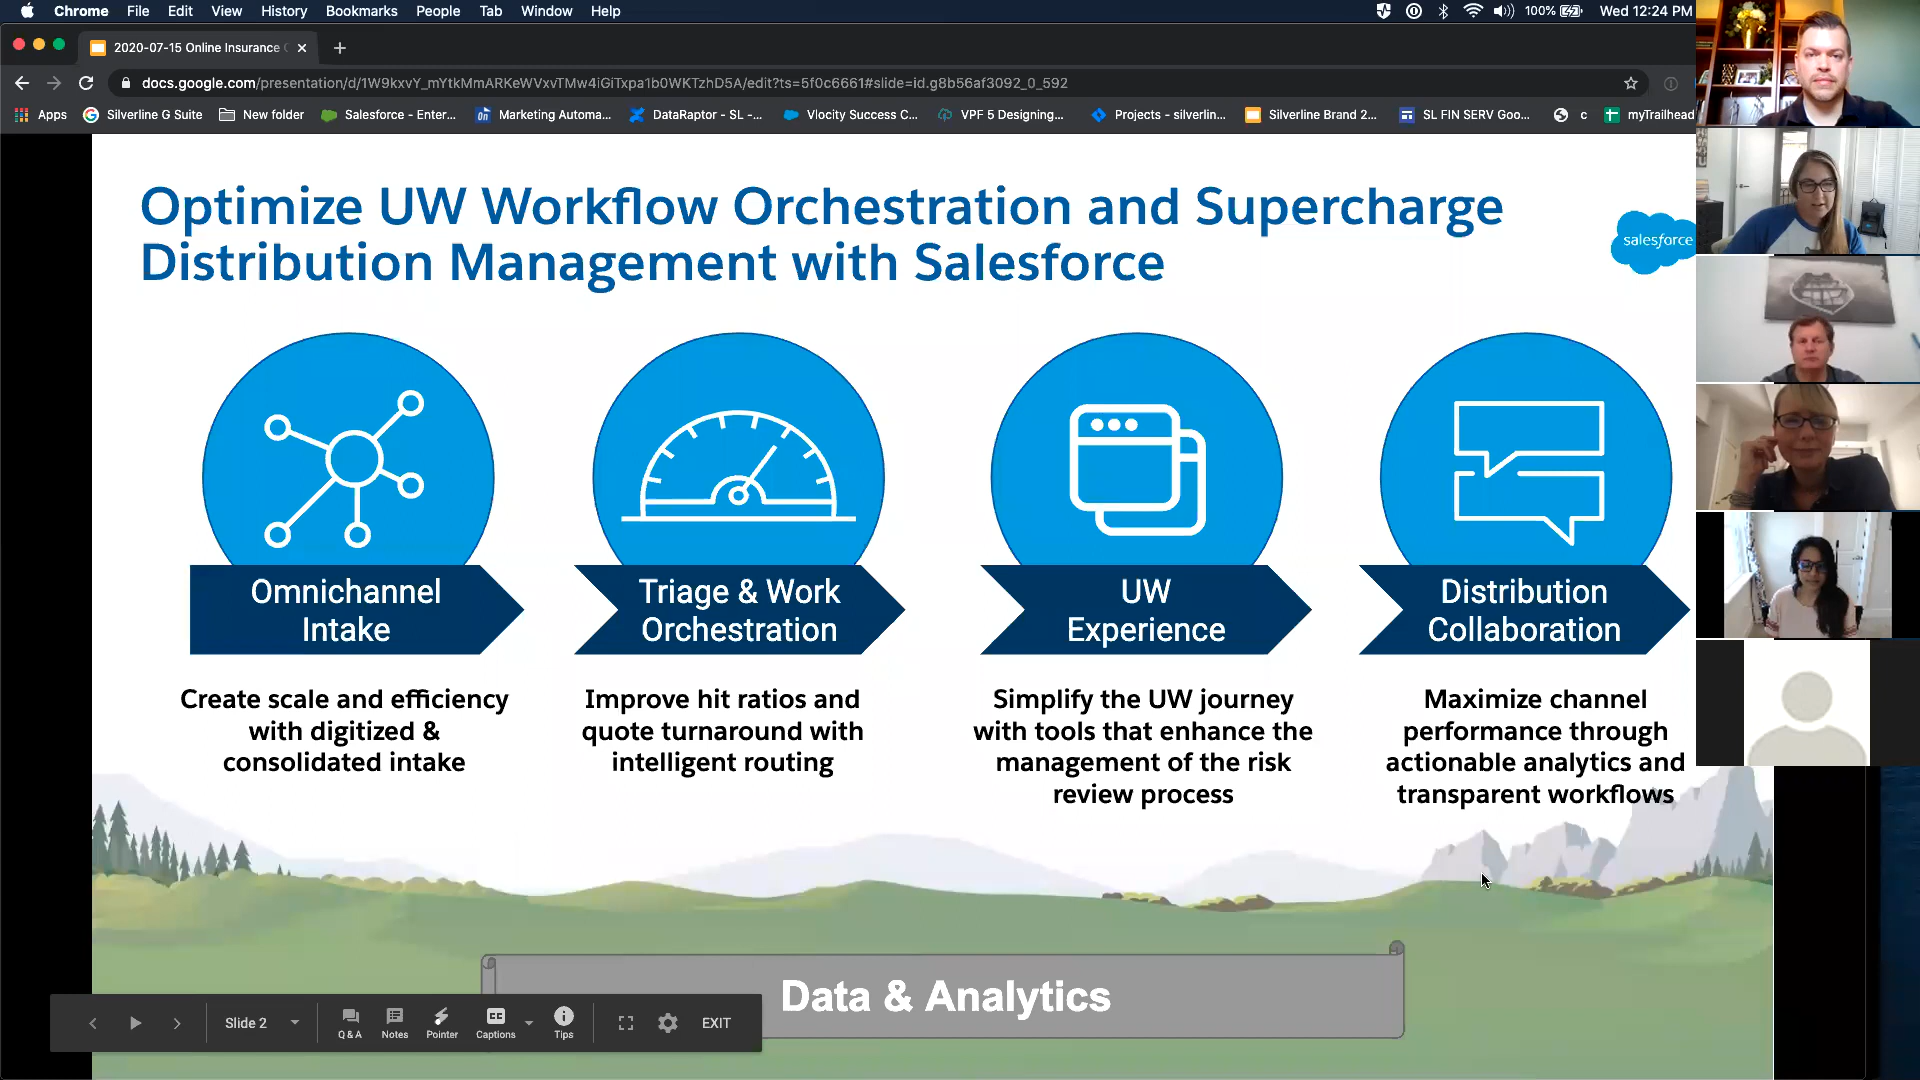 Chrome File Edit View History Bookmarks People Tab Window Help 100% Wed 12:24 PM
2020-07-15 Online Insurance
docs.google.com/presentation/d/1W9kxvY_mYtkMmARKeWVxvTMw4iGiTxpa1b0WKTzhD5A/edit?ts=5f0c6661#slide=id.g8b56af3092_0_592
Apps Silverline G Suite New folder Salesforce - Enter... Marketing Automa... DataRaptor - SL -... Vlocity Success C... VPF 5 Designing... Projects - silverlin... Silverline Brand 2... SL FIN SERV Goo... c myTrailhead
Optimize UW Workflow Orchestration and Supercharge
Distribution Management with Salesforce
salesforce
Omnichannel
Intake
Triage & Work
Orchestration
UW
Experience
Distribution
Collaboration
Create scale and efficiency
with digitized &
consolidated intake
Improve hit ratios and
quote turnaround with
intelligent routing
Simplify the UW journey
with tools that enhance the
management of the risk
review process
Maximize channel
performance through
actionable analytics and
transparent workflows
Data & Analytics
Slide 2 Q & A Notes Pointer Captions Tips EXIT